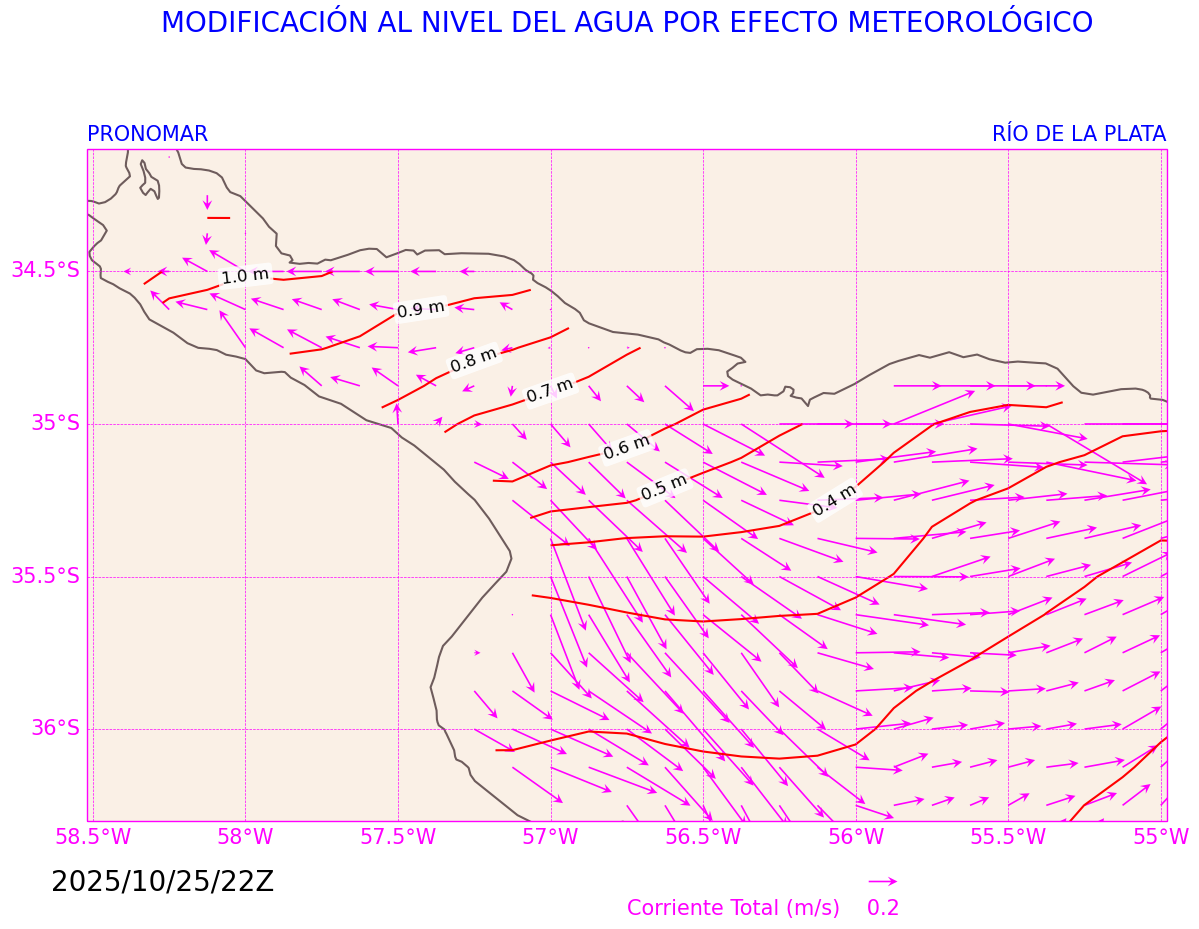 MODIFICACIÓN AL NIVEL DEL AGUA POR EFECTO METEOROLÓGICO
PRONOMAR
RÍO DE LA PLATA
34.5°S
1.0 m
0.9 m
0.8 m
0.7 m
35°S
0.6 m
0.5 m
0.4 m
35.5°S
36°S
58.5°W 58°W 57.5°W 57°W 56.5°W 56°W 55.5°W 55°W
2025/10/25/22Z
Corriente Total (m/s) 0.2